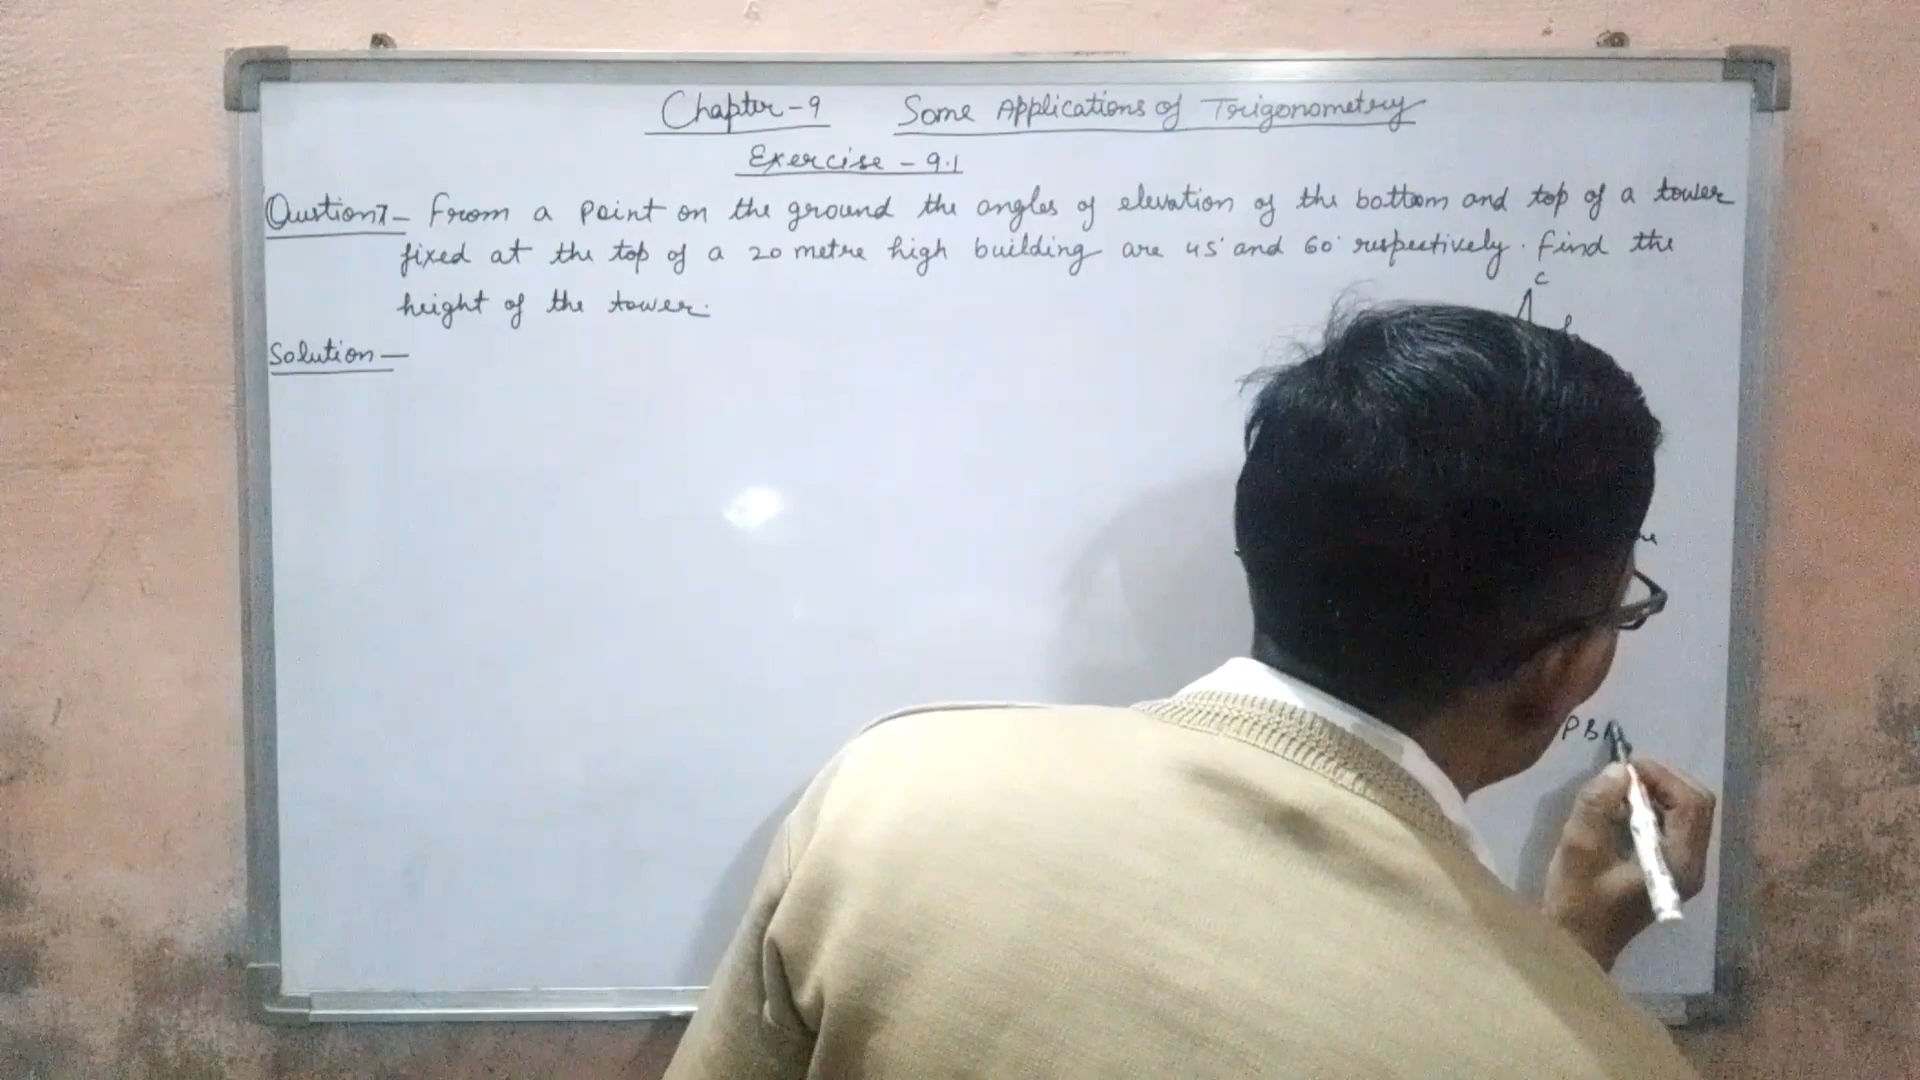 Chapter-9 Some Applications of Trigonometry
Exercise - 9.1
Question7- From a point on the ground the angles of elevation of the bottom and top of a tower
fixed at the top of a 20 metre high building are 45° and 60° respectively. Find the
C
height of the tower.
Solution-
PB